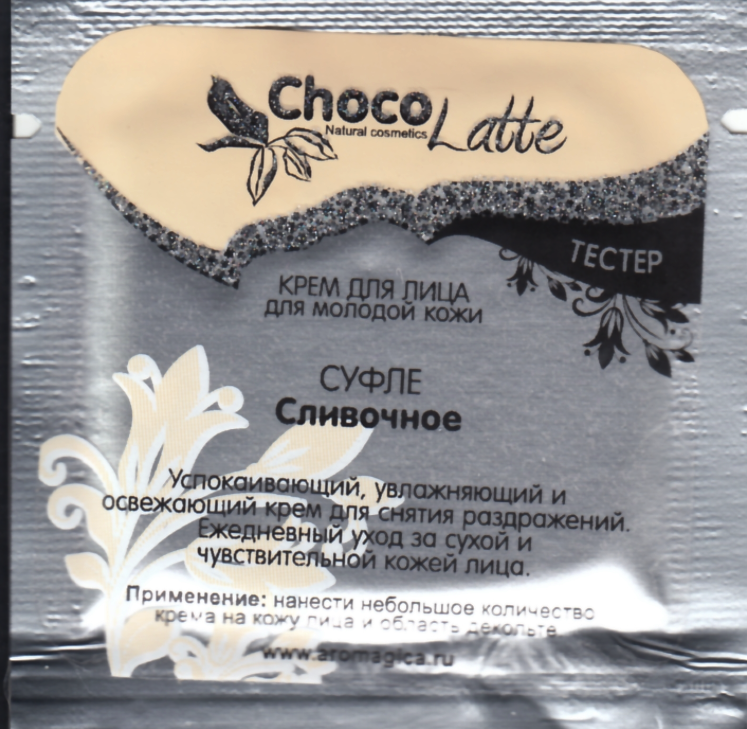 Choco Latte
Natural cosmetics
ТЕСТЕР
КРЕМ ДЛЯ ЛИЦА
ДЛЯ МОЛОДОЙ КОЖИ
СУФЛЕ
Сливочное
Успокаивающий, увлажняющий и
освежающий крем для снятия раздражений.
Ежедневный уход за сухой и
чувствительной кожей лица.
Применение: нанести небольшое количество
крема на кожу лица и область декольте
www.aromagica.ru